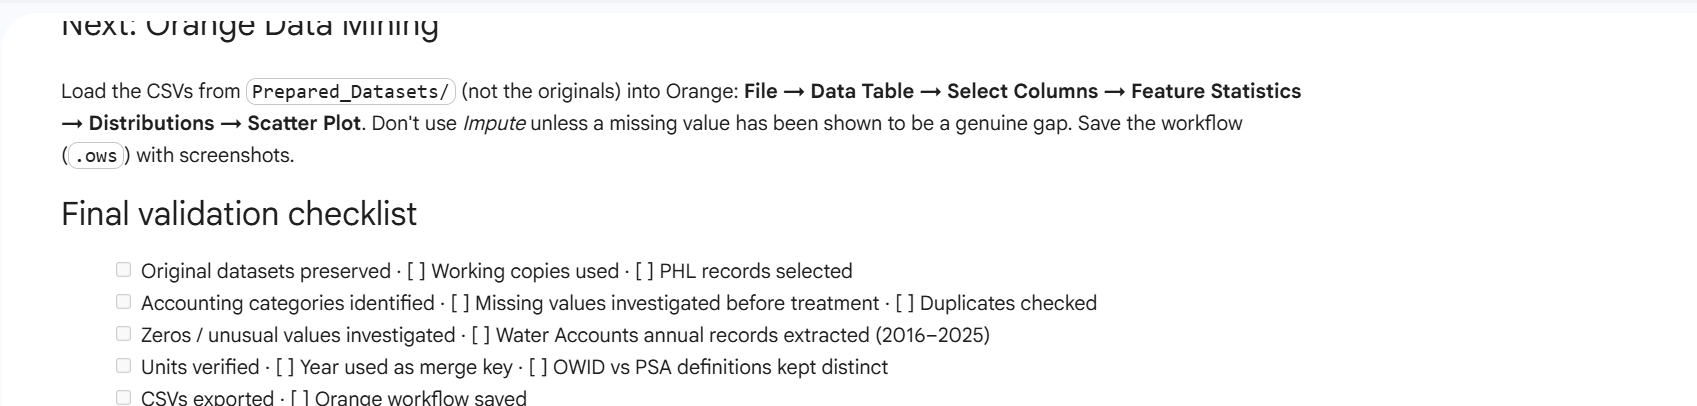 Next: Orange Data Mining
Load the CSVs from Prepared_Datasets/ (not the originals) into Orange: File → Data Table → Select Columns → Feature Statistics
→ Distributions → Scatter Plot. Don't use Impute unless a missing value has been shown to be a genuine gap. Save the workflow
(.ows) with screenshots.
Final validation checklist
Original datasets preserved · [ ] Working copies used · [ ] PHL records selected
Accounting categories identified · [ ] Missing values investigated before treatment · [ ] Duplicates checked
Zeros / unusual values investigated · [ ] Water Accounts annual records extracted (2016–2025)
Units verified · [ ] Year used as merge key · [ ] OWID vs PSA definitions kept distinct
CSVs exported · [ ] Orange workflow saved